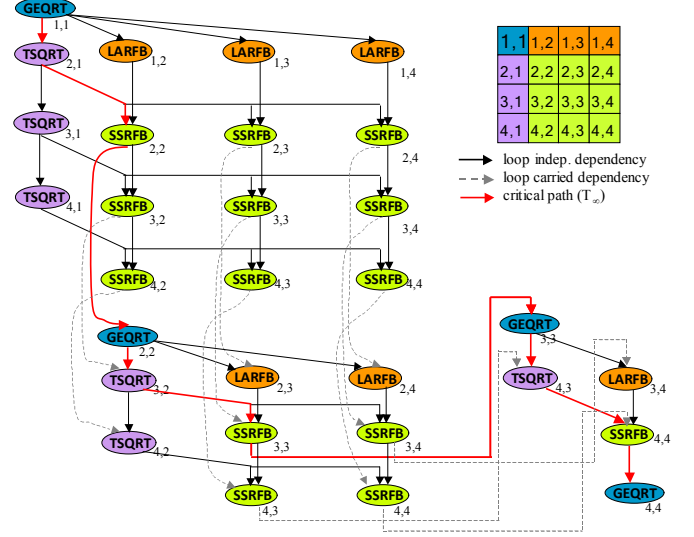 GEQRT
1,1
TSQRT
2,1
LARFB
1,2
LARFB
1,3
LARFB
1,4
TSQRT
3,1
SSRFB
2,2
SSRFB
2,3
SSRFB
2,4
TSQRT
4,1
SSRFB
3,2
SSRFB
3,3
SSRFB
3,4
SSRFB
4,2
SSRFB
4,3
SSRFB
4,4
GEQRT
2,2
TSQRT
3,2
LARFB
2,3
LARFB
2,4
TSQRT
4,2
SSRFB
3,3
SSRFB
3,4
SSRFB
4,3
SSRFB
4,4
1,1 1,2 1,3 1,4
2,1 2,2 2,3 2,4
3,1 3,2 3,3 3,4
4,1 4,2 4,3 4,4
loop indep. dependency
loop carried dependency
critical path (T∞)
GEQRT
3,3
TSQRT
4,3
LARFB
3,4
SSRFB
4,4
GEQRT
4,4